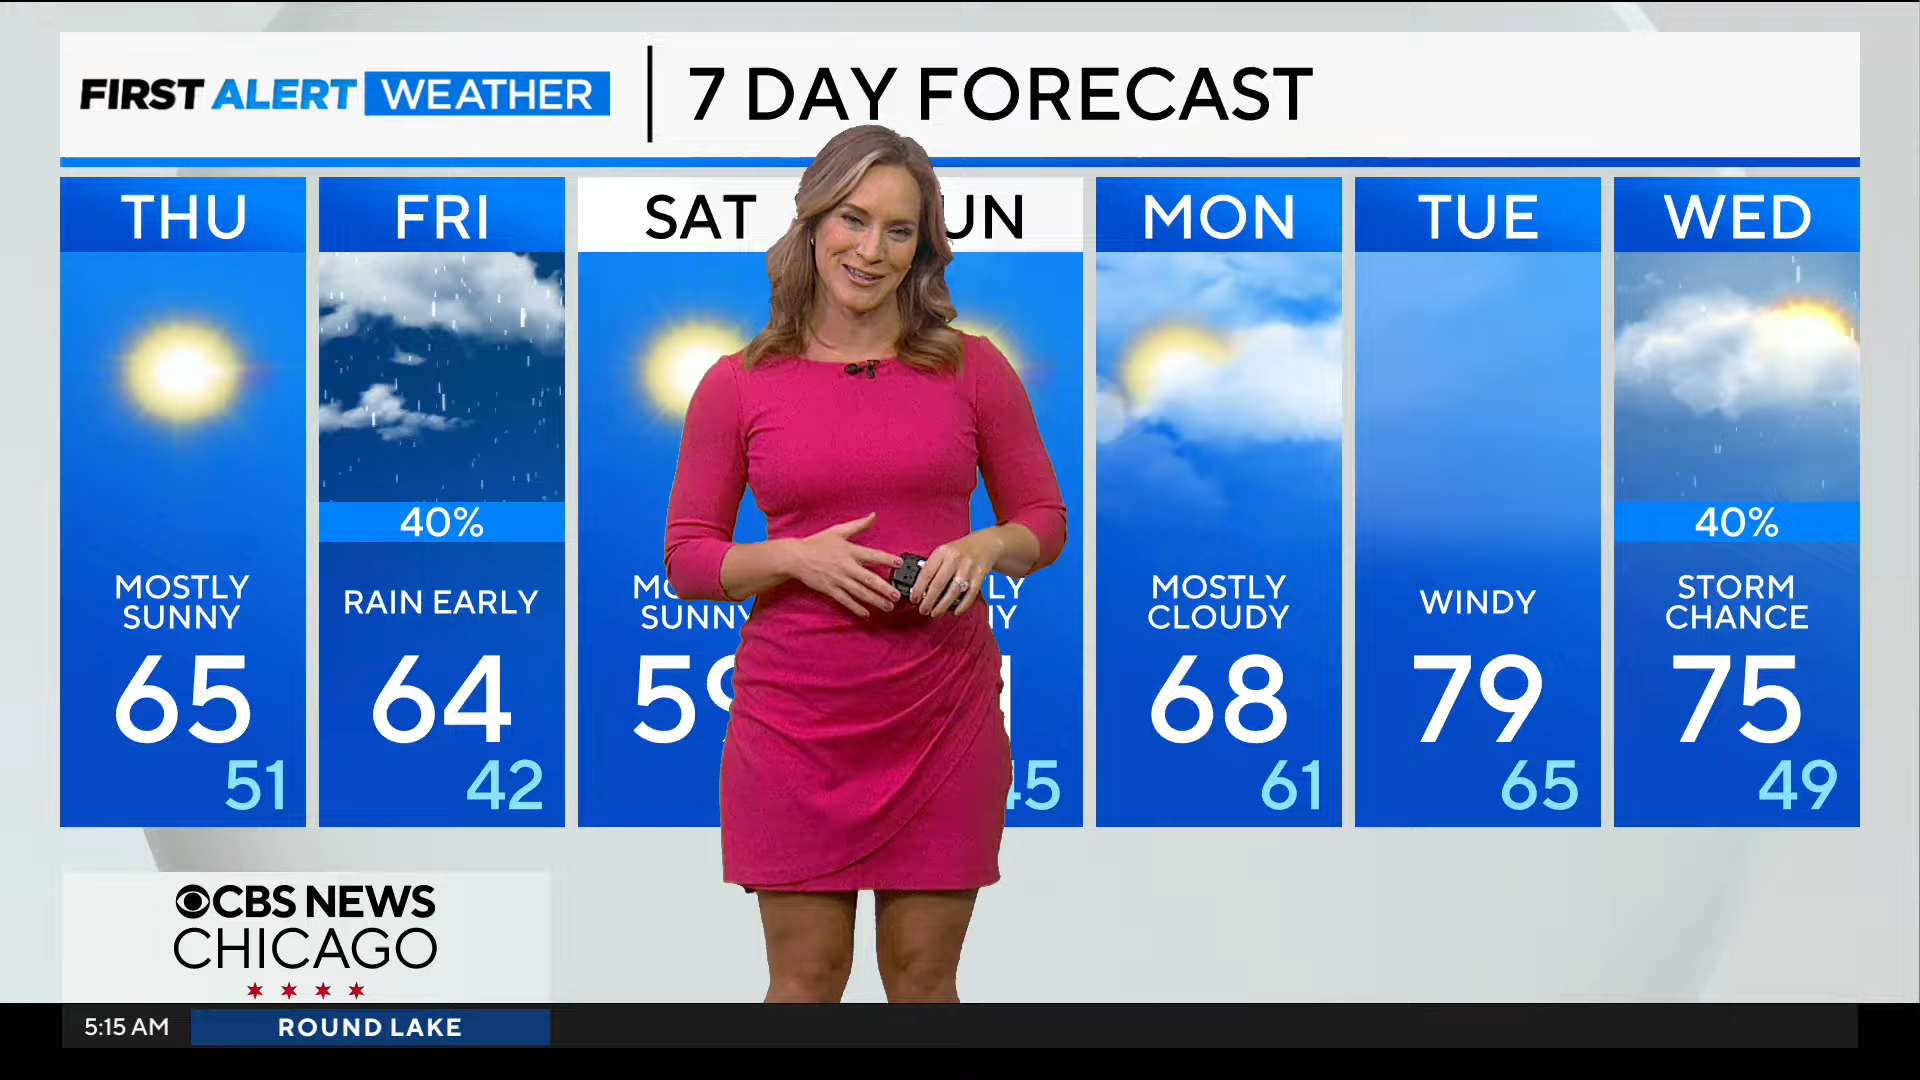 FIRST ALERT WEATHER
7 DAY FORECAST
THU
MOSTLY
SUNNY
65
51
FRI
40%
RAIN EARLY
64
42
SAT
SUNNY
MON
MOSTLY
CLOUDY
68
61
TUE
WINDY
79
65
WED
40%
STORM
CHANCE
75
49
45
CBS NEWS
CHICAGO
5:15 AM
ROUND LAKE